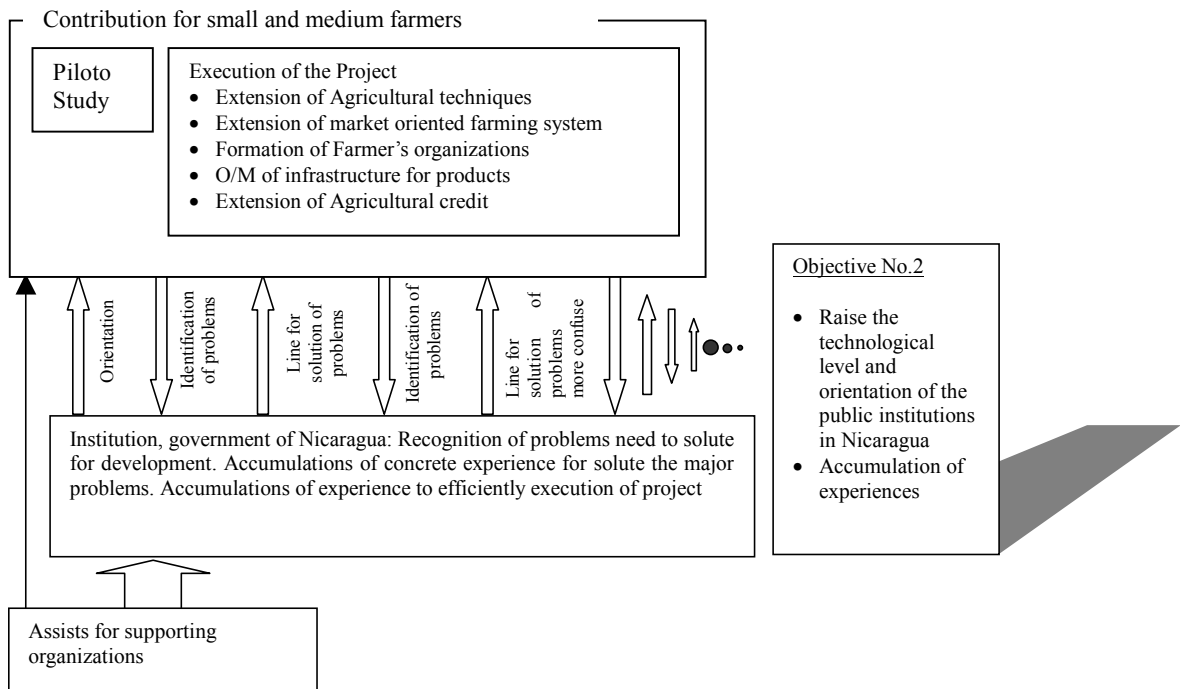 Contribution for small and medium farmers
Piloto
Study
Execution of the Project
• Extension of Agricultural techniques
• Extension of market oriented farming system
• Formation of Farmer's organizations
• O/M of infrastructure for products
• Extension of Agricultural credit
Orientation
Identification
of problems
Line for
solution of
problems
Identification of
problems
Line for
solution of
problems
more confuse
Objective No.2
• Raise the
technological
level and
orientation of the
public institutions
in Nicaragua
• Accumulation of
experiences
Institution, government of Nicaragua: Recognition of problems need to solute
for development. Accumulations of concrete experience for solute the major
problems. Accumulations of experience to efficiently execution of project
Assists for supporting
organizations